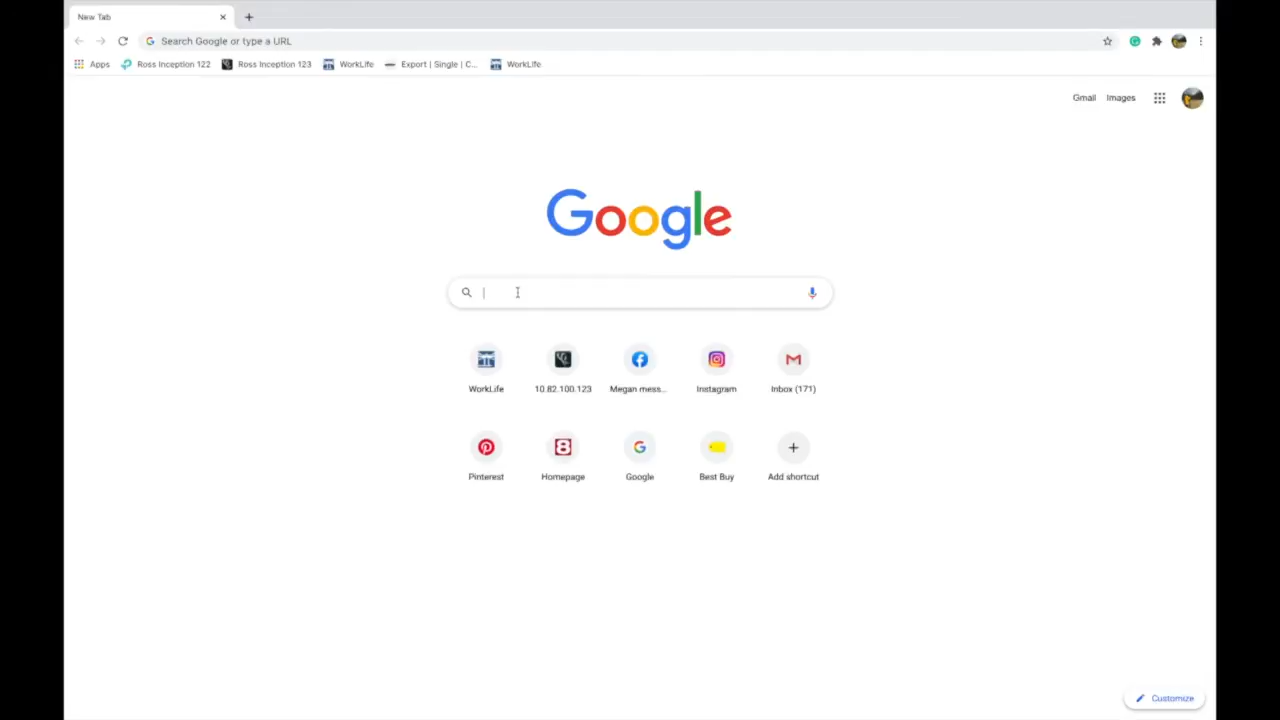 New Tab
Search Google or type a URL
Apps Ross Inception 122 Ross Inception 123 WorkLife Export | Single | C... WorkLife
Gmail Images
Google
WorkLife 10.82.100.123 Megan mess... Instagram Inbox (171)
Pinterest Homepage Google Best Buy Add shortcut
Customize